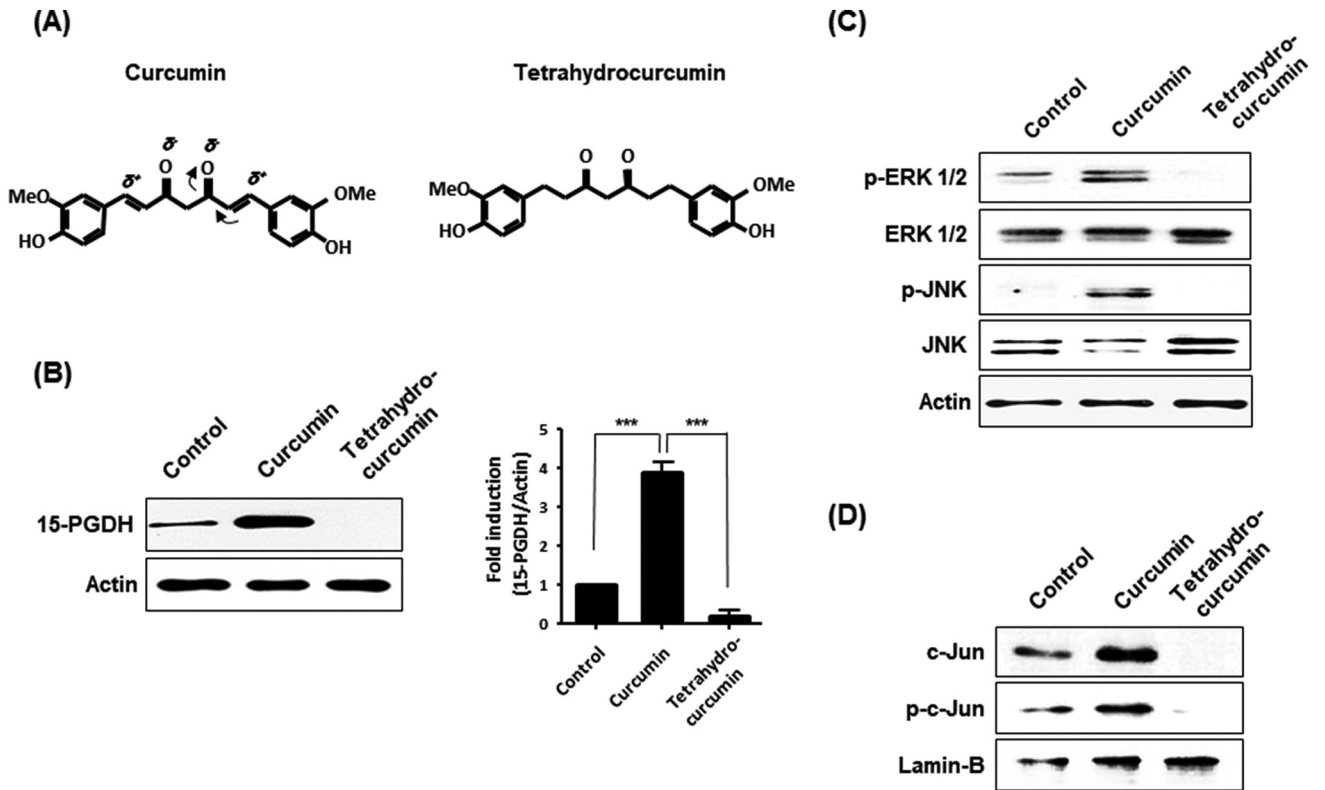 (A)
Curcumin
Tetrahydrocurcumin
δ- δ-
δ+ O O δ+
MeO OMe
HO OH
O O
MeO OMe
HO OH
(B)
Control
Curcumin
Tetrahydro-
curcumin
15-PGDH
Actin
Fold induction
(15-PGDH/Actin)
5
4
3
2
1
0
*** ***
Control
Curcumin
Tetrahydro-
curcumin
(C)
Control
Curcumin
Tetrahydro-
curcumin
p-ERK 1/2
ERK 1/2
p-JNK
JNK
Actin
(D)
Control
Curcumin
Tetrahydro-
curcumin
c-Jun
p-c-Jun
Lamin-B